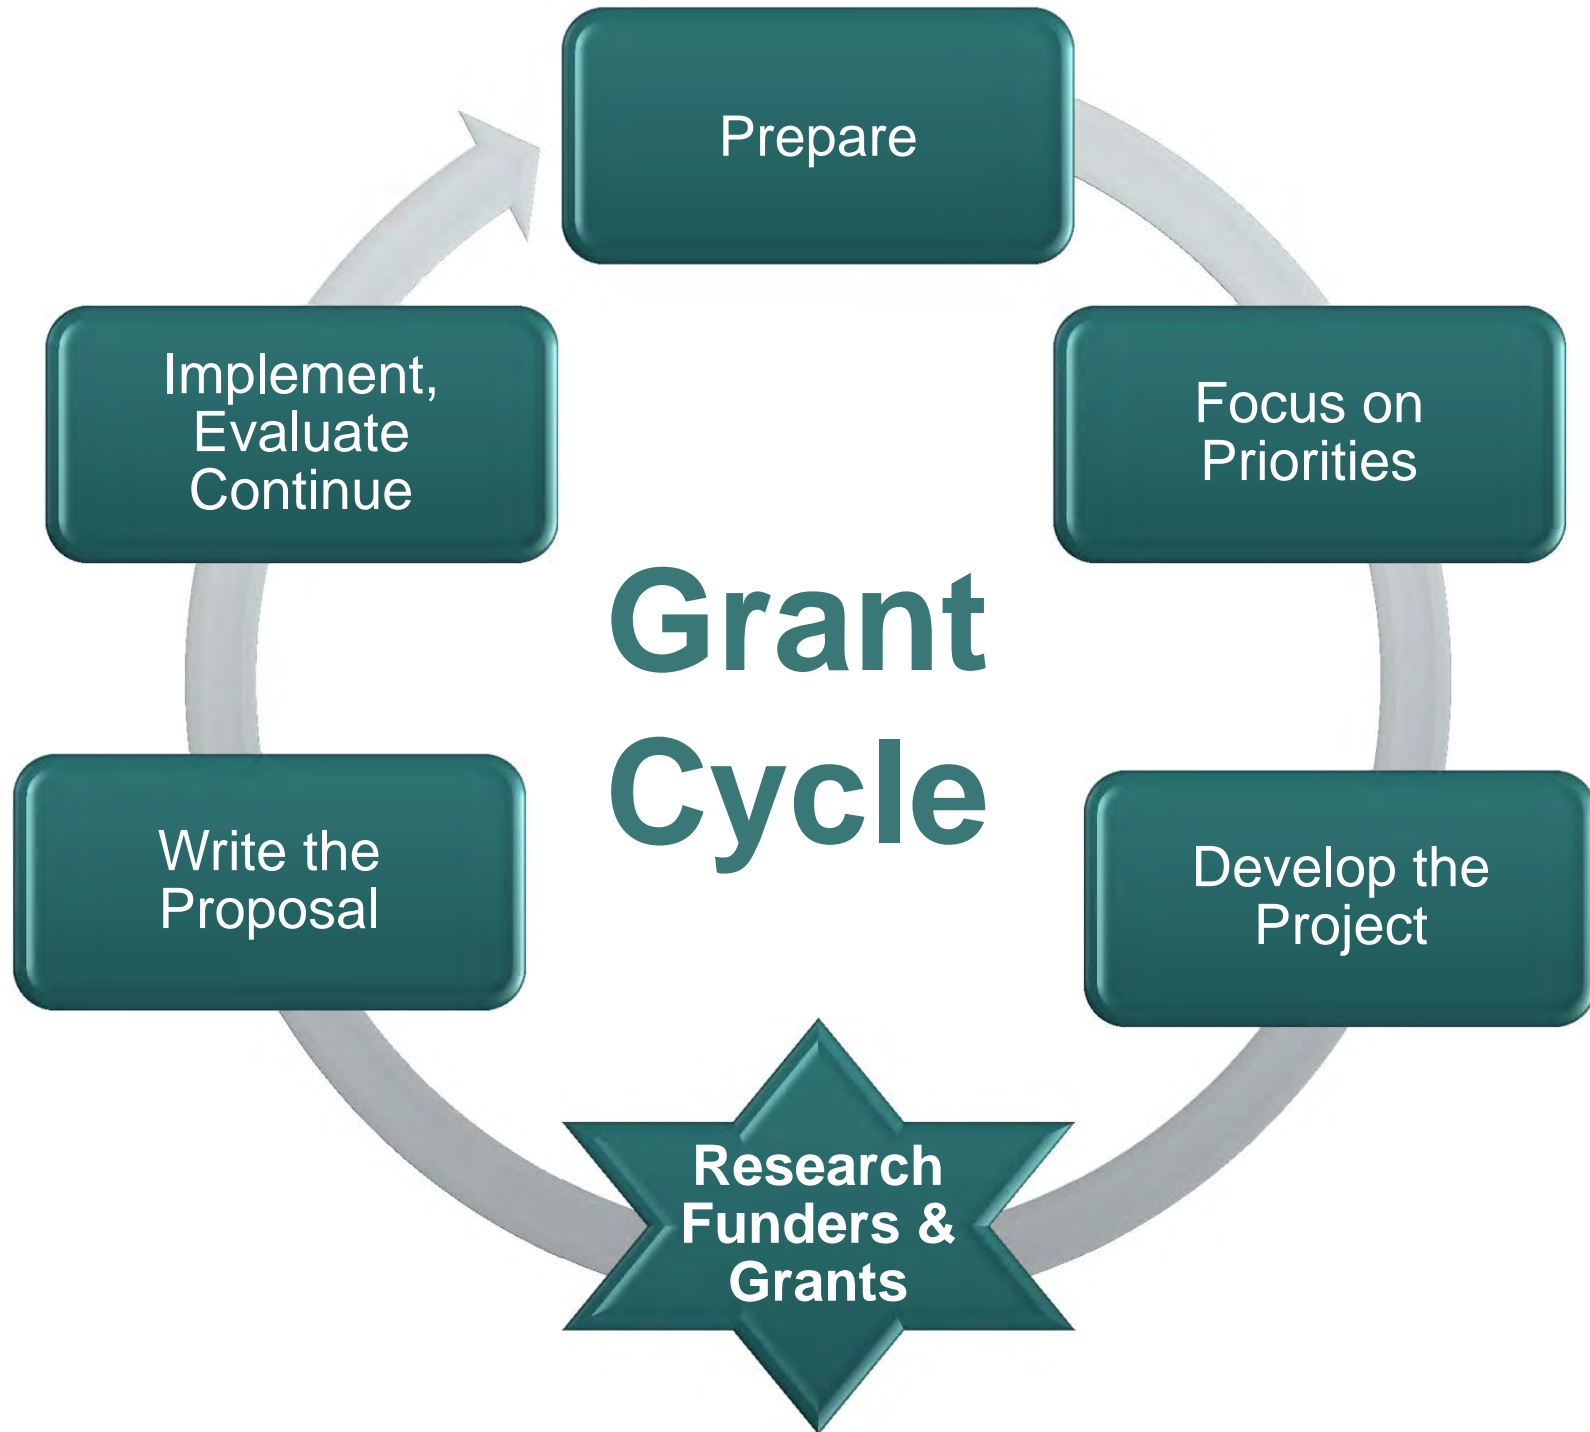 Prepare
Focus on
Priorities
Develop the
Project
Research
Funders &
Grants
Write the
Proposal
Implement,
Evaluate
Continue
Grant
Cycle